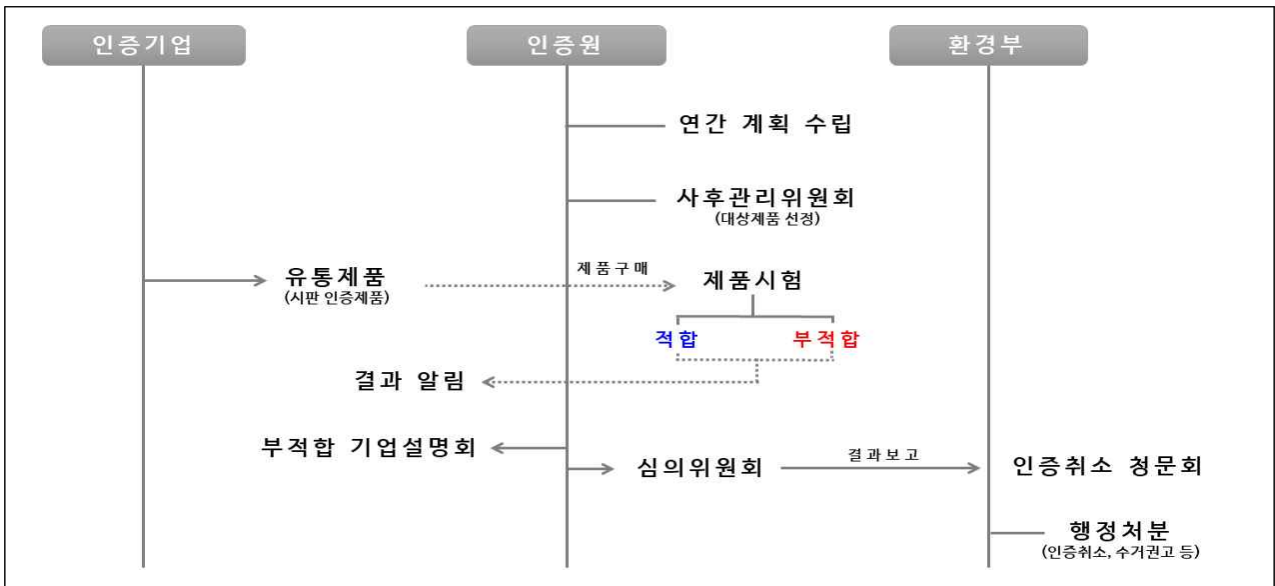 인증기업
인증원
환경부
연간 계획 수립
사후관리위원회
(대상제품 선정)
유통제품
(시판 인증제품)
제품구매
제품시험
적합
부적합
결과 알림
부적합 기업설명회
심의위원회
결과보고
인증취소 청문회
행정처분
(인증취소, 수거권고 등)